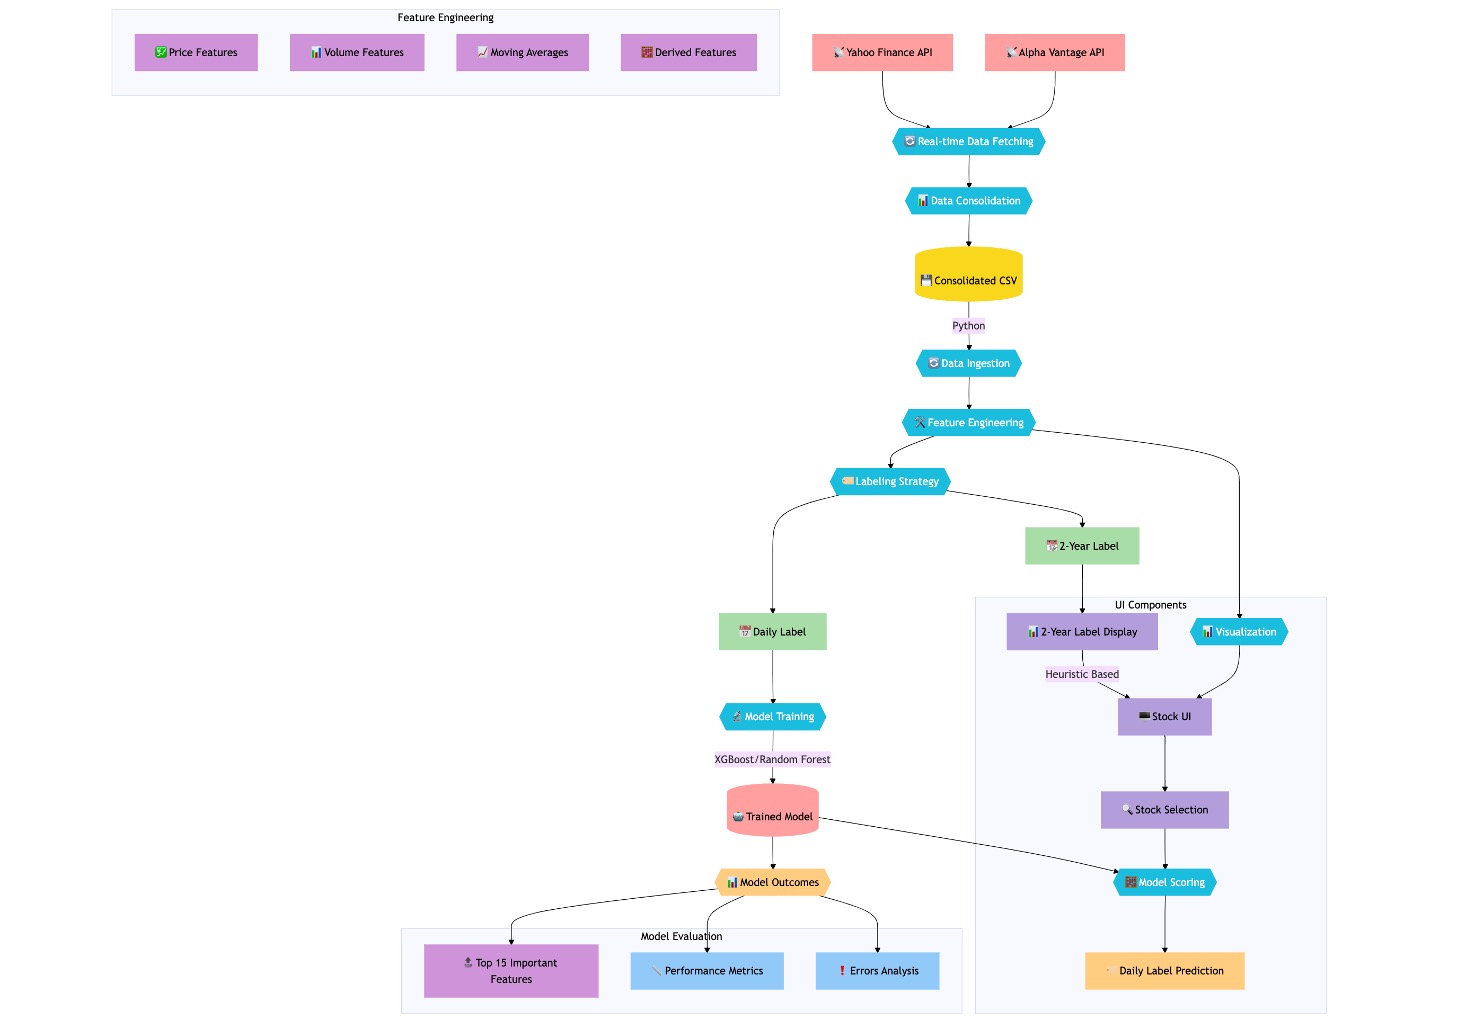 Feature Engineering
Price Features
Volume Features
Moving Averages
Derived Features
Yahoo Finance API
Alpha Vantage API
Real-time Data Fetching
Data Consolidation
Consolidated CSV
Python
Data Ingestion
Feature Engineering
Labeling Strategy
2-Year Label
UI Components
Daily Label
2-Year Label Display
Visualization
Heuristic Based
Model Training
Stock UI
XGBoost/Random Forest
Stock Selection
Trained Model
Model Outcomes
Model Scoring
Model Evaluation
Top 15 Important
Features
Performance Metrics
Errors Analysis
Daily Label Prediction